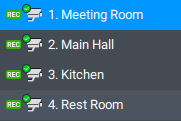 REC 1. Meeting Room
REC 2. Main Hall
REC 3. Kitchen
REC 4. Rest Room